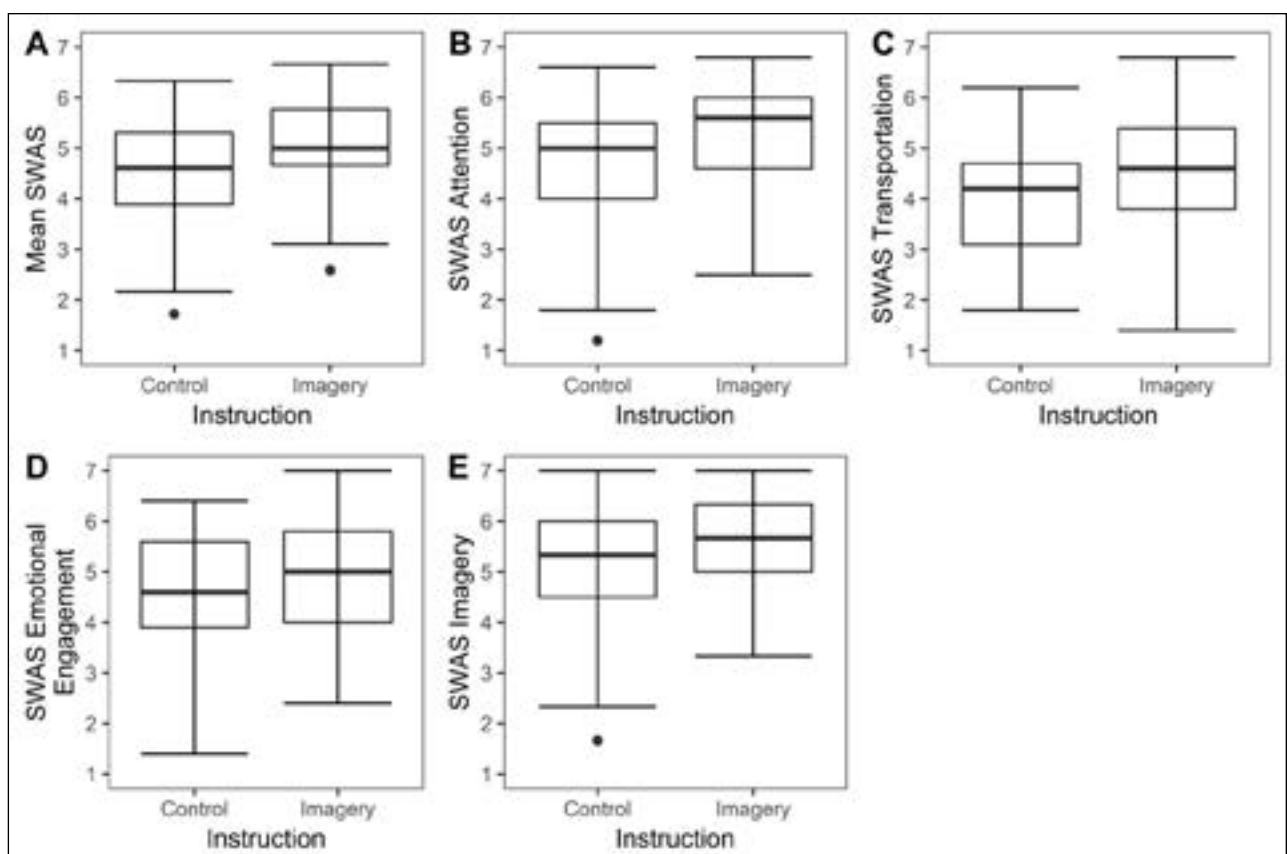 A
7
6
5
4
3
2
1
Mean SWAS
Control Imagery
Instruction
B
7
6
5
4
3
2
1
SWAS Attention
Control Imagery
Instruction
C
7
6
5
4
3
2
1
SWAS Transportation
Control Imagery
Instruction
D
7
6
5
4
3
2
1
SWAS Emotional
Engagement
Control Imagery
Instruction
E
7
6
5
4
3
2
1
SWAS Imagery
Control Imagery
Instruction